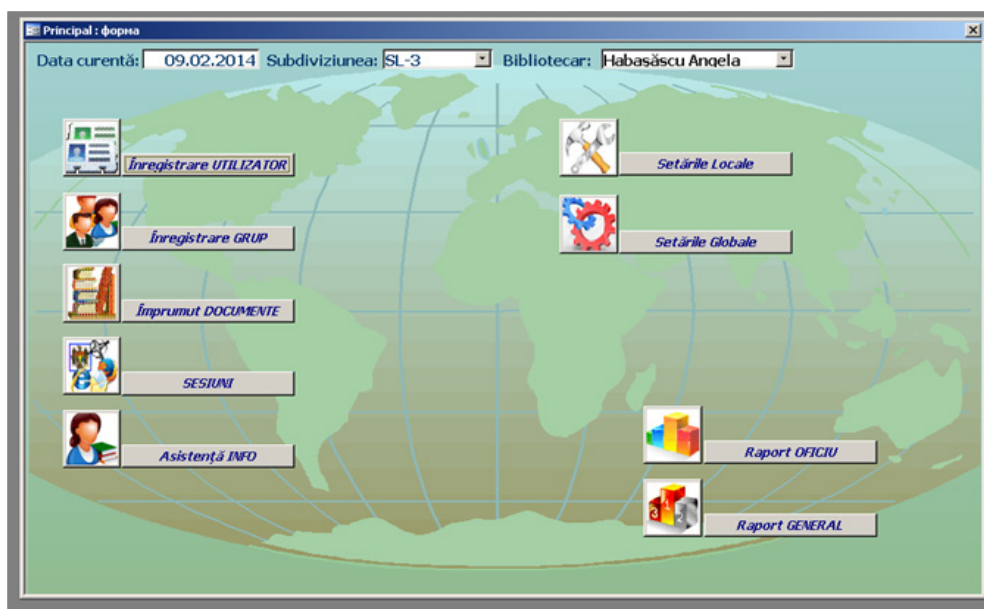 Principal : форма
Data curentă: 09.02.2014 Subdiviziunea: SL-3 Bibliotecar: Habașăscu Angela
Înregistrare UTILIZATOR
Setările Locale
Înregistrare GRUP
Setările Globale
Împrumut DOCUMENTE
SESIUNI
Asistență INFO
Raport OFICIU
Raport GENERAL